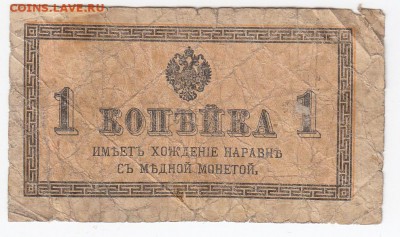 COINS.LAVE.RU
1 КОПѢЙКА 1
ИМѢЕТЪ ХОЖДЕНІЕ НАРАВНѢ
СЪ МѢДНОЙ МОНЕТОЙ.